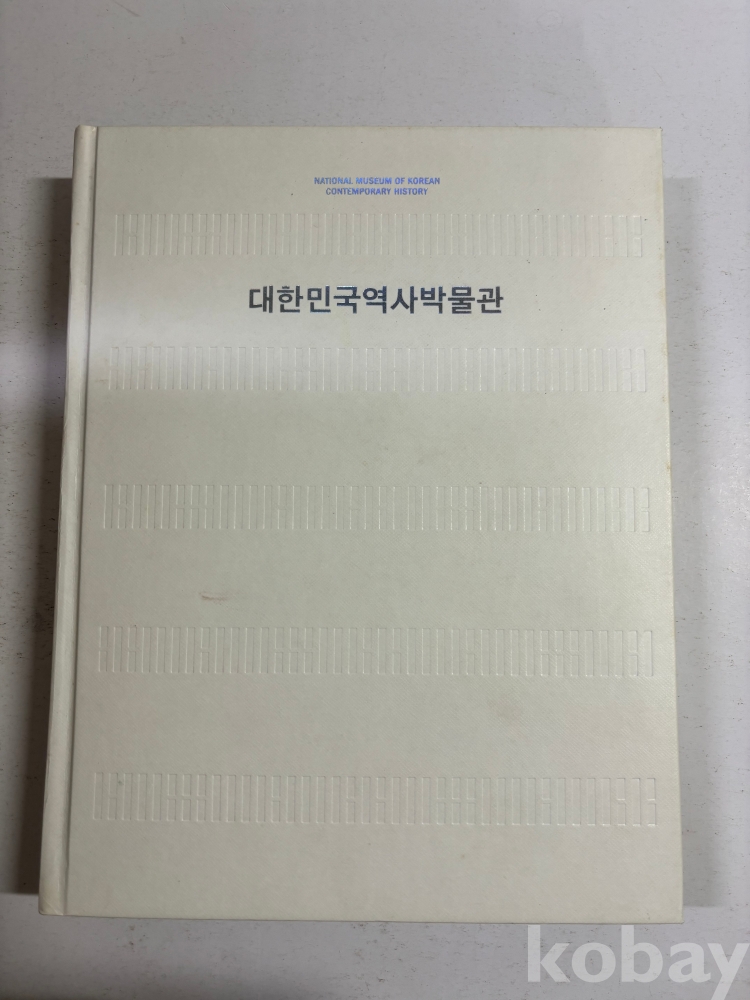 NATIONAL MUSEUM OF KOREAN
CONTEMPORARY HISTORY
대한민국역사박물관
kobay